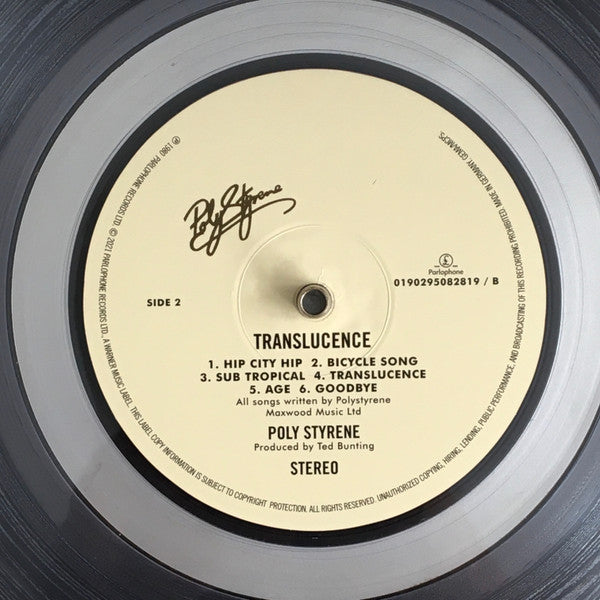 Poly Styrene
Parlophone
0190295082819 / B
SIDE 2
TRANSLUCENCE
1. HIP CITY HIP 2. BICYCLE SONG
3. SUB TROPICAL 4. TRANSLUCENCE
5. AGE 6. GOODBYE
All songs written by Polystyrene
Maxwood Music Ltd
POLY STYRENE
Produced by Ted Bunting
STEREO
℗ 1980 PARLOPHONE RECORDS LTD. © 2021 PARLOPHONE RECORDS LTD., A WARNER MUSIC LABEL. THIS LABEL COPY INFORMATION IS SUBJECT TO COPYRIGHT PROTECTION. ALL RIGHTS RESERVED. UNAUTHORIZED COPYING, HIRING, LENDING, PUBLIC PERFORMANCE, AND BROADCASTING OF THIS RECORDING PROHIBITED. MADE IN GERMANY. GEMA/MCPS.